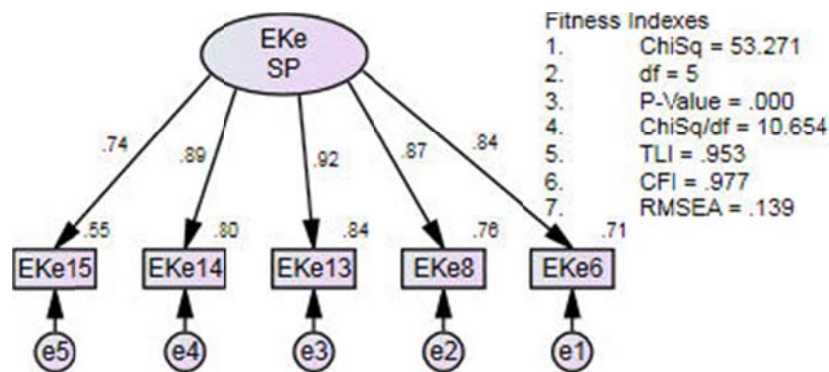 EKe
SP
Fitness Indexes
1. ChiSq = 53.271
2. df = 5
3. P-Value = .000
4. ChiSq/df = 10.654
5. TLI = .953
6. CFI = .977
7. RMSEA = .139
.74 .89 .92 .87 .84
.55 .80 .84 .76 .71
EKe15 EKe14 EKe13 EKe8 EKe6
e5 e4 e3 e2 e1